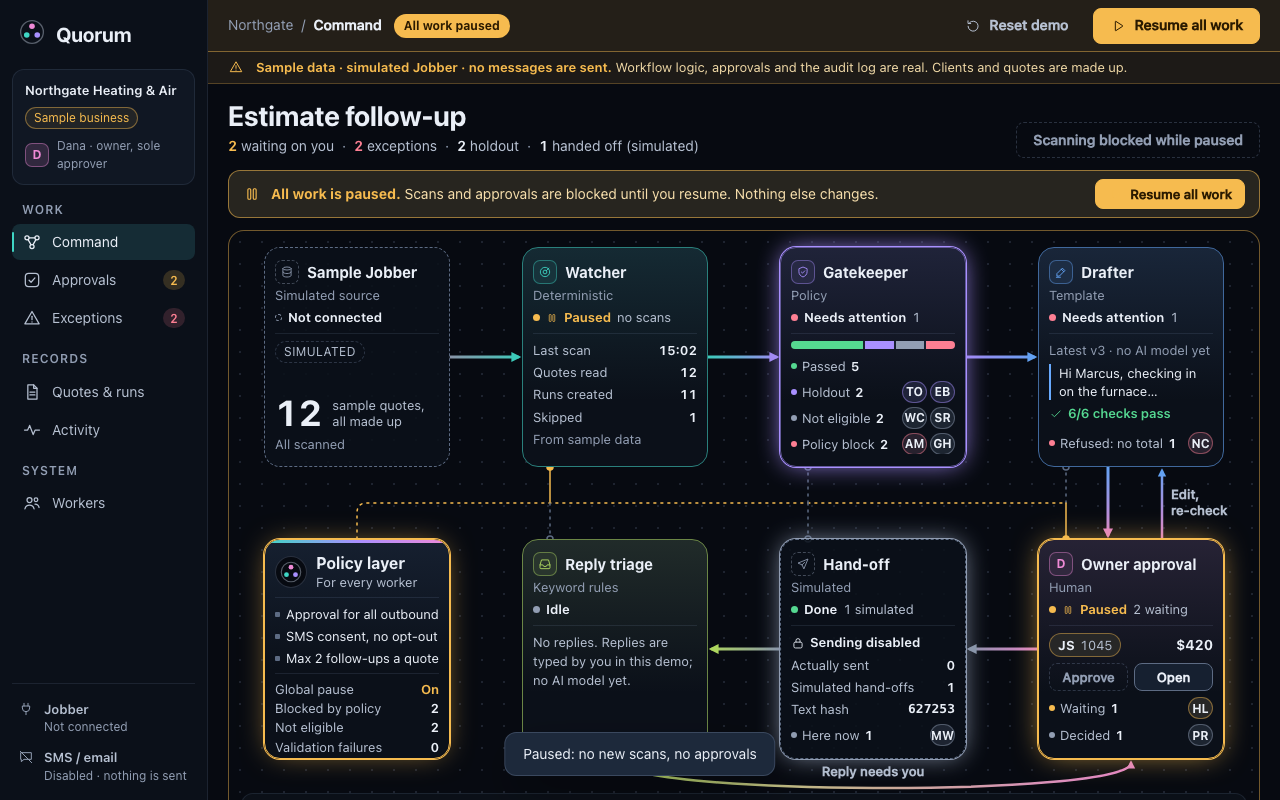 Quorum
Northgate Heating & Air
Sample business
D
Dana · owner, sole
approver
WORK
Command
Approvals
2
Exceptions
2
RECORDS
Quotes & runs
Activity
SYSTEM
Workers
Jobber
Not connected
SMS / email
Disabled · nothing is sent
Northgate / Command
All work paused
Reset demo
Resume all work
Sample data · simulated Jobber · no messages are sent. Workflow logic, approvals and the audit log are real. Clients and quotes are made up.
Estimate follow-up
2 waiting on you · 2 exceptions · 2 holdout · 1 handed off (simulated)
Scanning blocked while paused
All work is paused. Scans and approvals are blocked until you resume. Nothing else changes.
Resume all work
Sample Jobber
Simulated source
Not connected
SIMULATED
12
sample quotes,
all made up
All scanned
Watcher
Deterministic
Paused no scans
Last scan 15:02
Quotes read 12
Runs created 11
Skipped 1
From sample data
Gatekeeper
Policy
Needs attention 1
Passed 5
Holdout 2 TO EB
Not eligible 2 WC SR
Policy block 2 AM GH
Drafter
Template
Needs attention 1
Latest v3 · no AI model yet
Hi Marcus, checking in
on the furnace...
6/6 checks pass
Refused: no total 1 NC
Edit,
re-check
Policy layer
For every worker
Approval for all outbound
SMS consent, no opt-out
Max 2 follow-ups a quote
Global pause On
Blocked by policy 2
Not eligible 2
Validation failures 0
Reply triage
Keyword rules
Idle
No replies. Replies are
typed by you in this demo;
no AI model yet.
Hand-off
Simulated
Done 1 simulated
Sending disabled
Actually sent 0
Simulated hand-offs 1
Text hash 627253
Here now 1 MW
D
Owner approval
Human
Paused 2 waiting
JS 1045 $420
Approve
Open
Waiting 1 HL
Decided 1 PR
Paused: no new scans, no approvals
Reply needs you